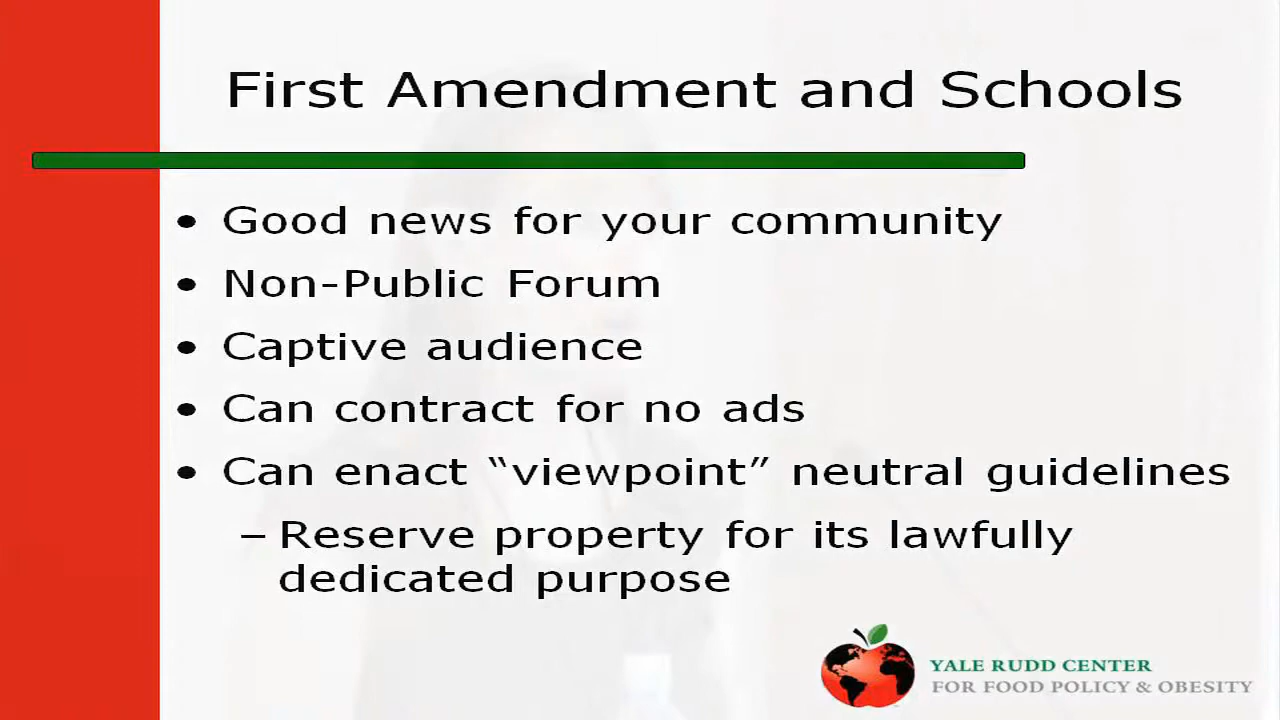 First Amendment and Schools
• Good news for your community
• Non-Public Forum
• Captive audience
• Can contract for no ads
• Can enact “viewpoint” neutral guidelines
– Reserve property for its lawfully
dedicated purpose
YALE RUDD CENTER
FOR FOOD POLICY & OBESITY